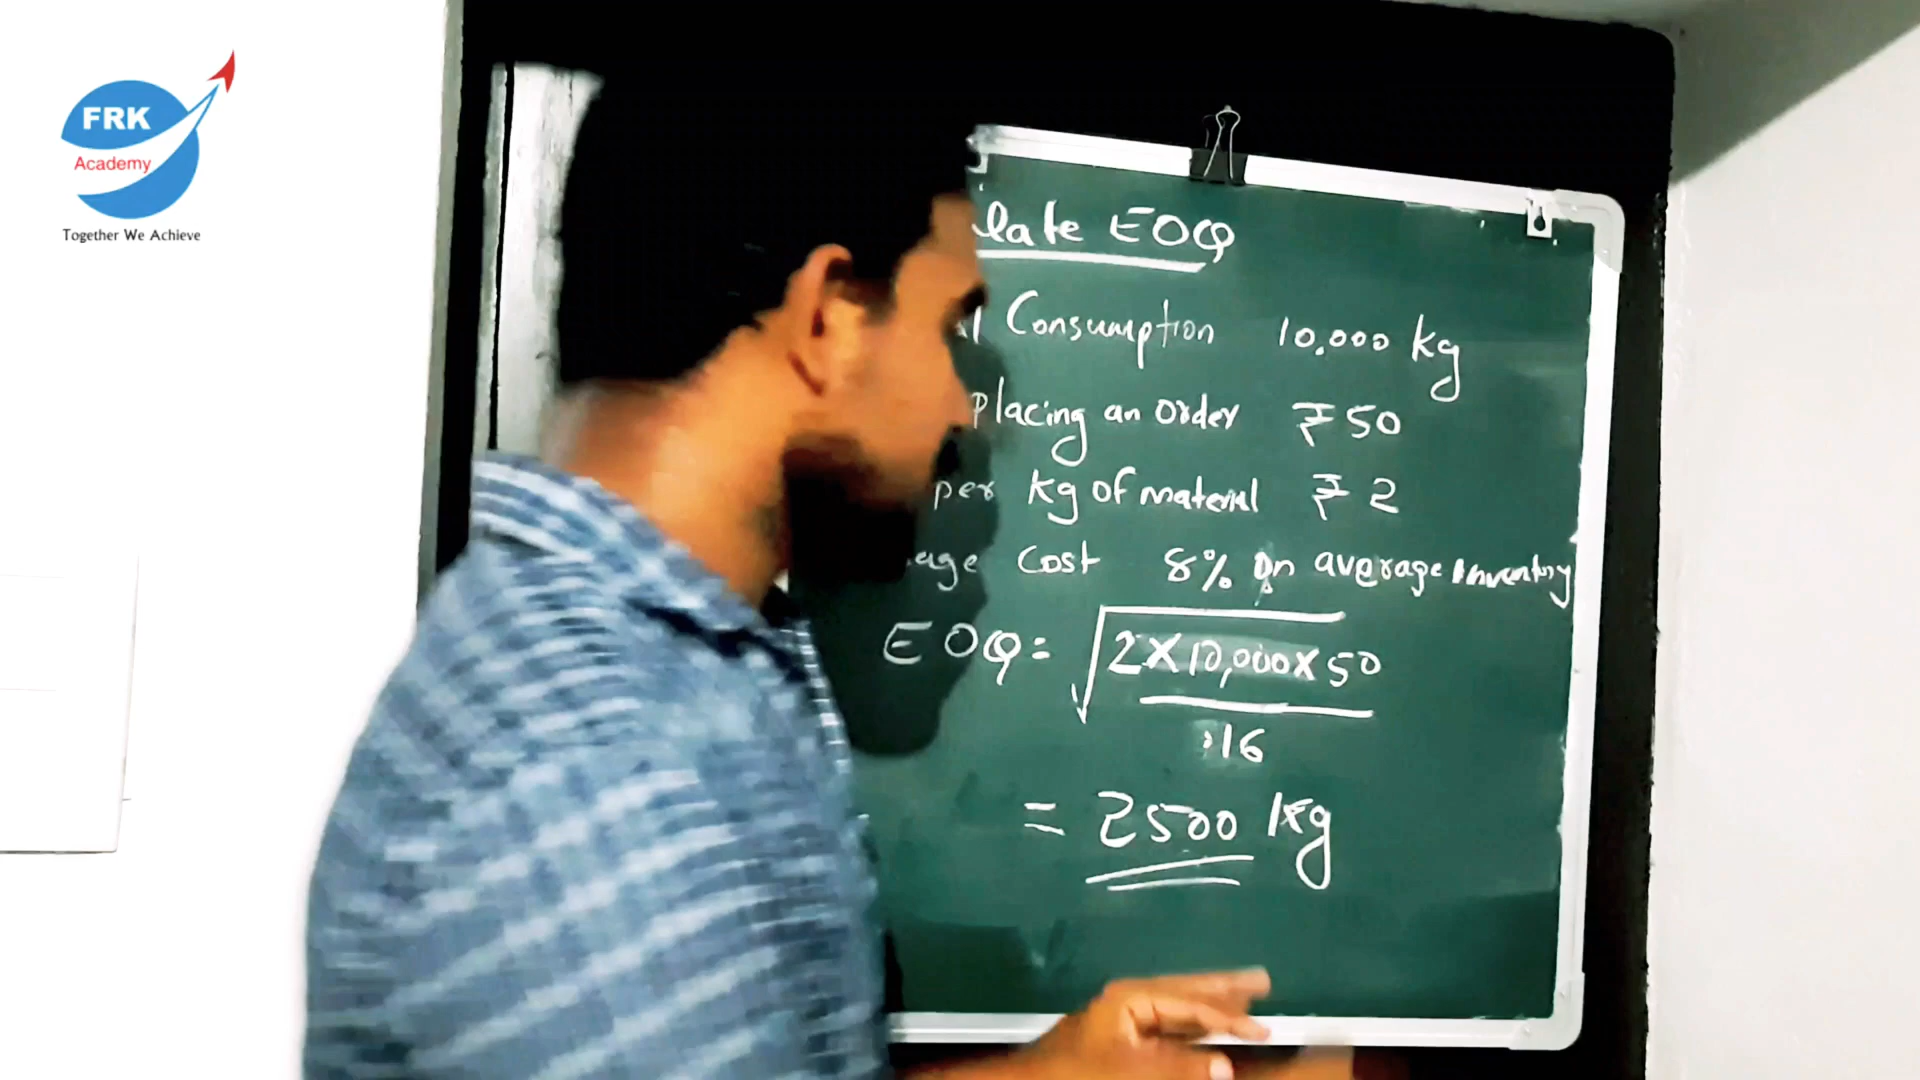 FRK
Academy
Together We Achieve
EOQ
Consumption 10,000 kg
placing an order ₹ 50
per kg of material ₹ 2
Cost 8% on average inventory
EOQ = √2×10,000×50
.16
= 2500 kg